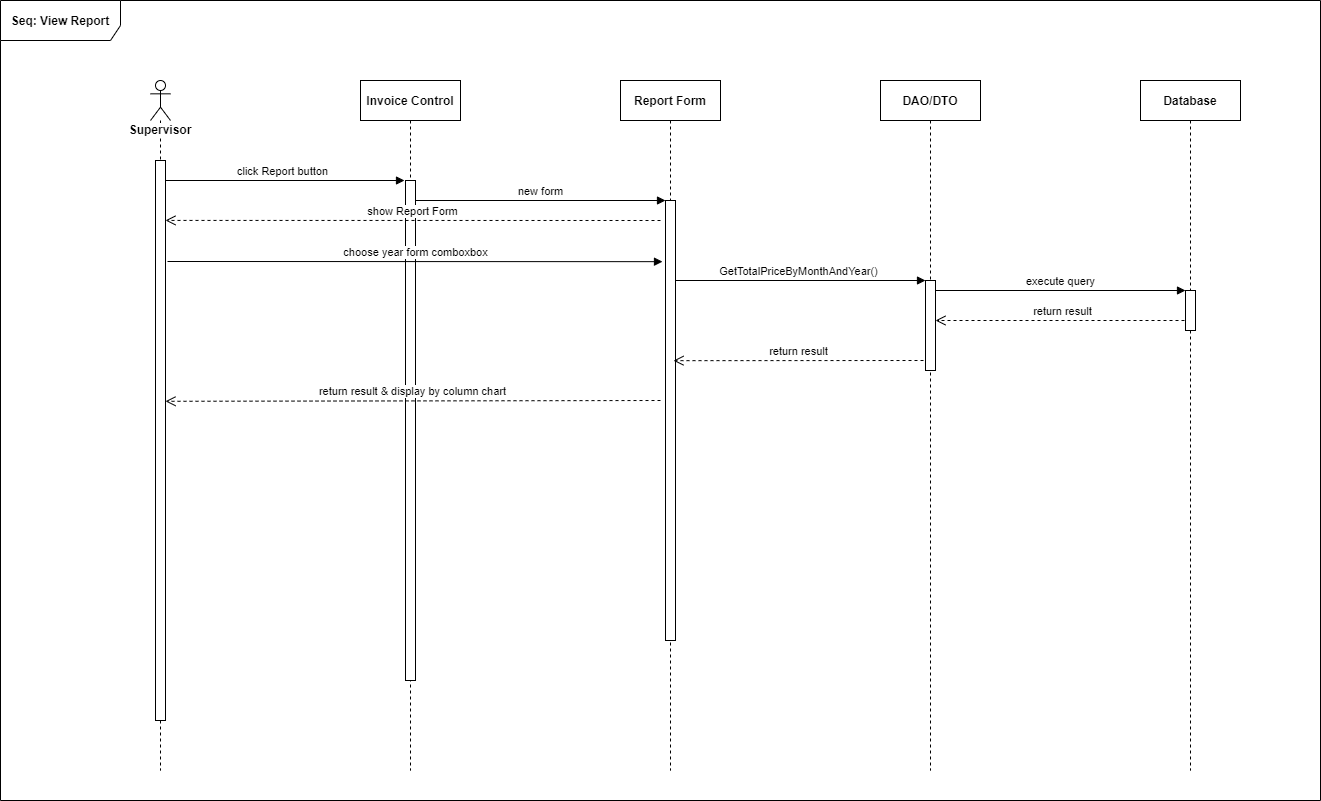 Seq: View Report
Supervisor
Invoice Control
Report Form
DAO/DTO
Database
click Report button
new form
show Report Form
choose year form comboxbox
GetTotalPriceByMonthAndYear()
execute query
return result
return result
return result & display by column chart